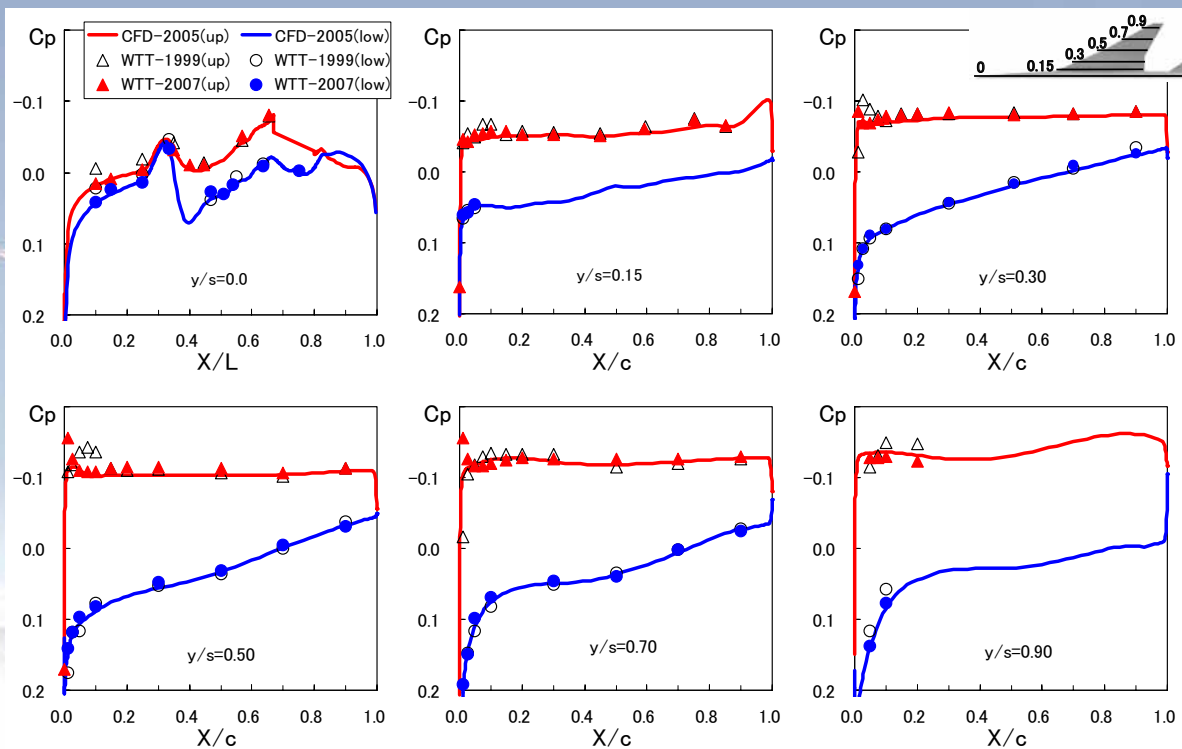 Cp
CFD-2005(up) CFD-2005(low)
WTT-1999(up) WTT-1999(low)
WTT-2007(up) WTT-2007(low)
-0.1
0.0
0.1
0.2
y/s=0.0
0.0 0.2 0.4 0.6 0.8 1.0
X/L
Cp
-0.1
0.0
0.1
0.2
y/s=0.15
0.0 0.2 0.4 0.6 0.8 1.0
X/c
Cp
0 0.15 0.3 0.5 0.7 0.9
-0.1
0.0
0.1
0.2
y/s=0.30
0.0 0.2 0.4 0.6 0.8 1.0
X/c
Cp
-0.1
0.0
0.1
0.2
y/s=0.50
0.0 0.2 0.4 0.6 0.8 1.0
X/c
Cp
-0.1
0.0
0.1
0.2
y/s=0.70
0.0 0.2 0.4 0.6 0.8 1.0
X/c
Cp
-0.1
0.0
0.1
0.2
y/s=0.90
0.0 0.2 0.4 0.6 0.8 1.0
X/c